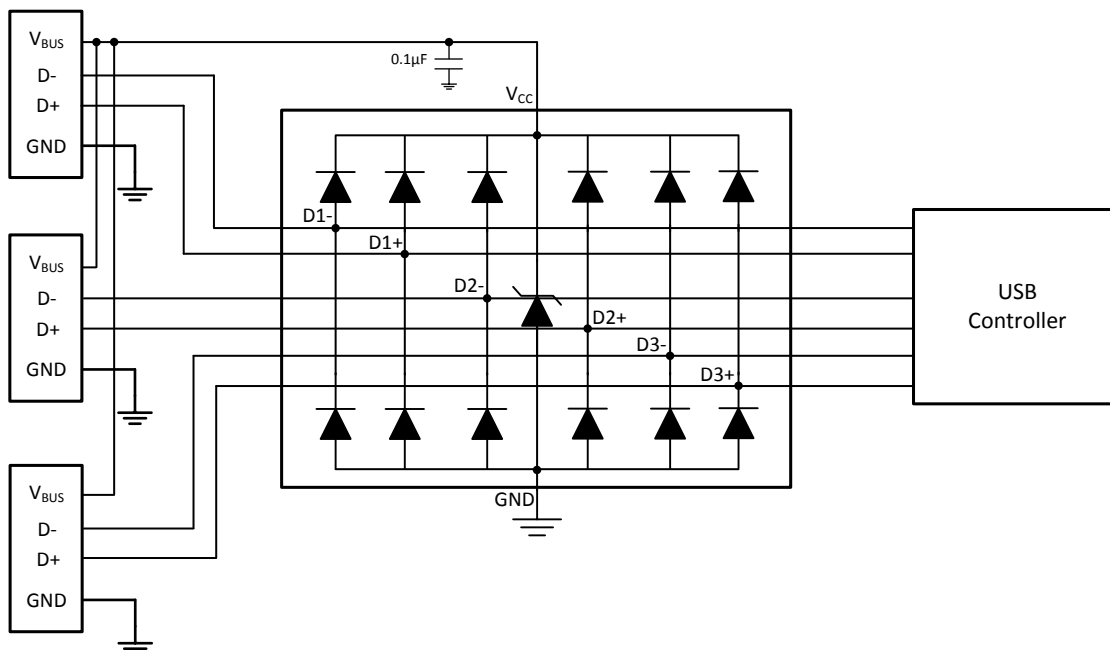 V_BUS
D-
D+
GND
0.1µF
V_CC
D1-
D1+
V_BUS
D-
D+
GND
D2-
D2+
D3-
D3+
USB
Controller
V_BUS
D-
D+
GND
GND